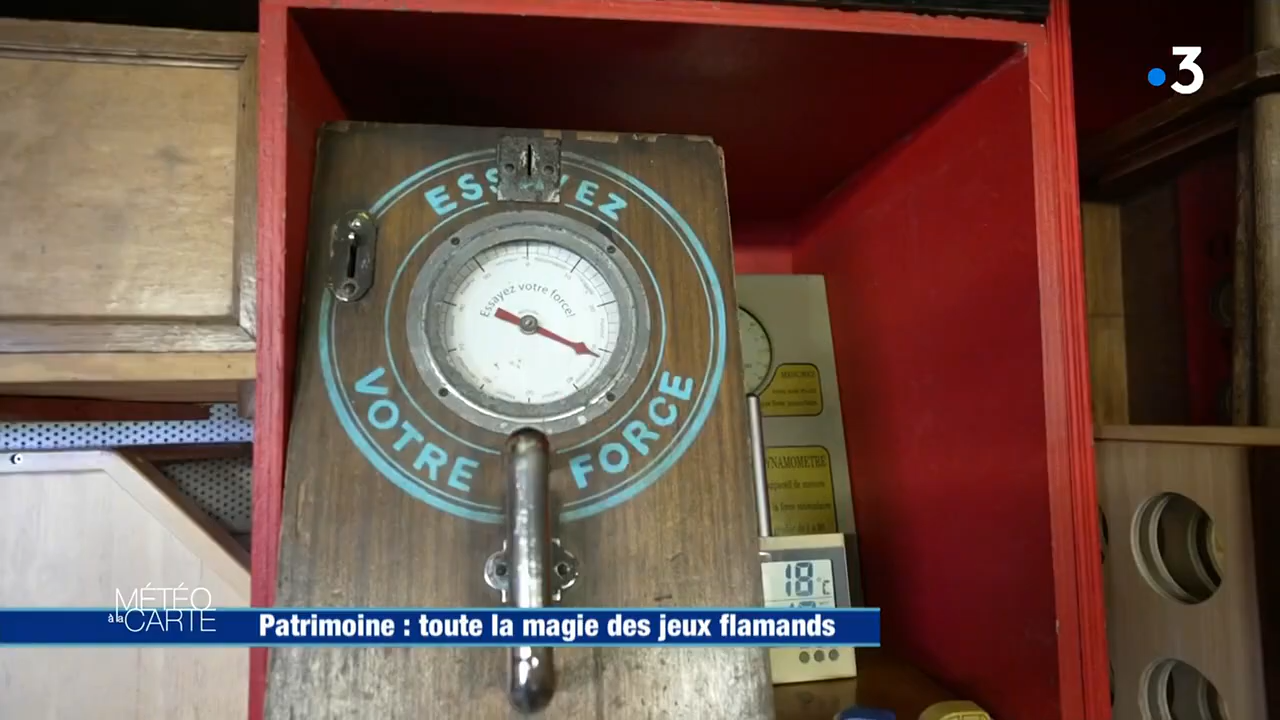 3
ESSAYEZ
Essayez votre force!
VOTRE FORCE
DYNAMOMETRE
18°C
MÉTÉO
à la CARTE
Patrimoine : toute la magie des jeux flamands